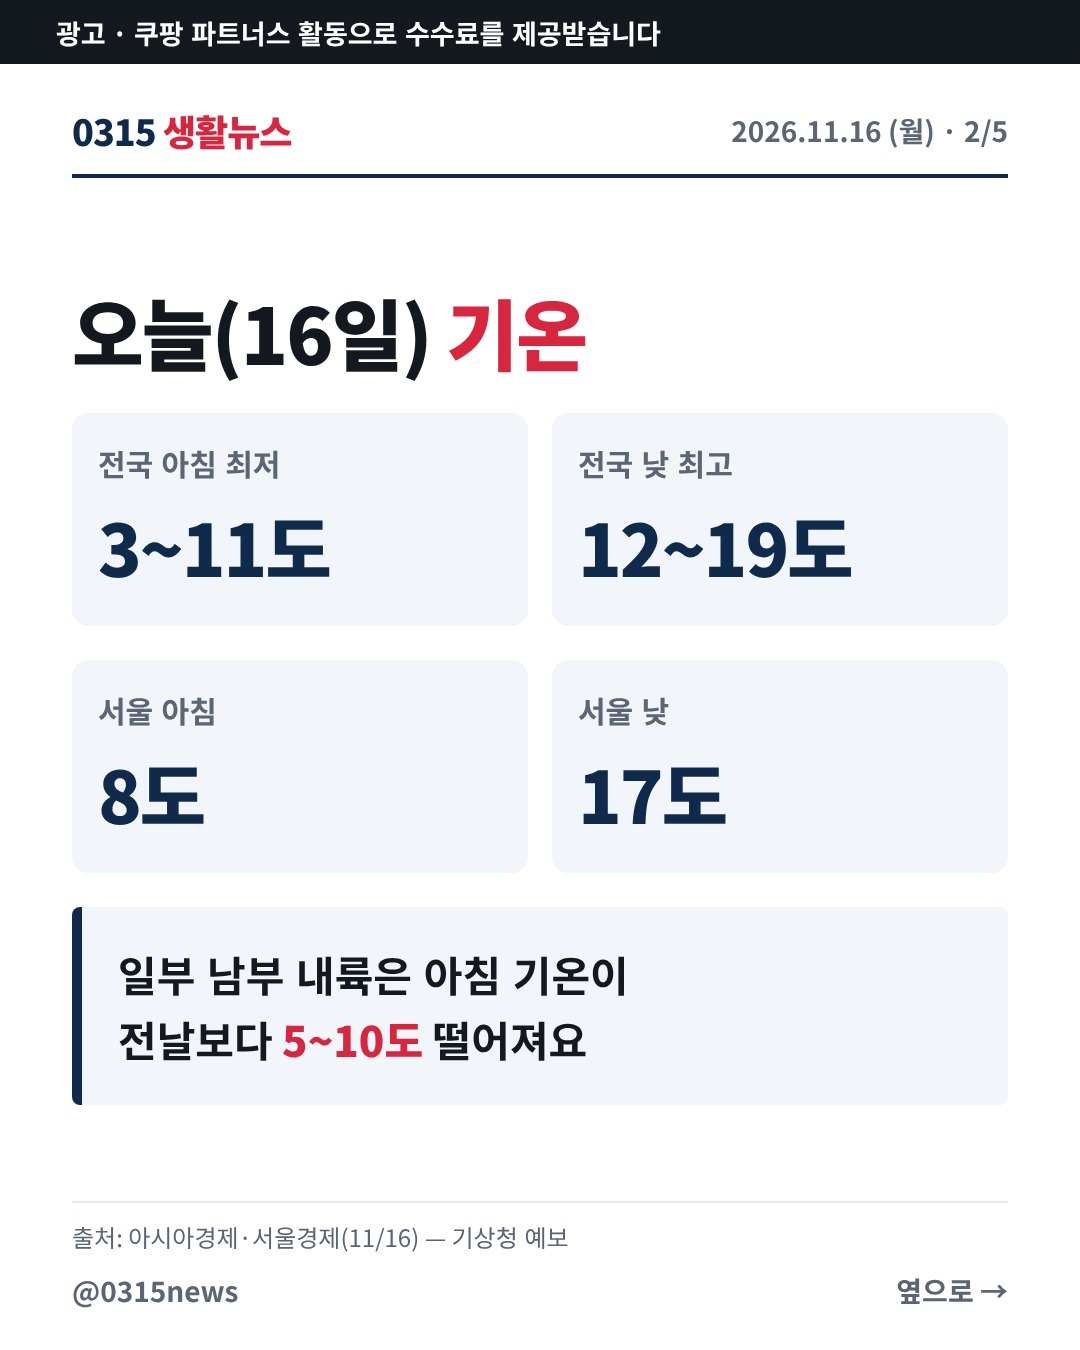 광고 · 쿠팡 파트너스 활동으로 수수료를 제공받습니다
0315 생활뉴스
2026.11.16 (월) · 2/5
오늘(16일) 기온
전국 아침 최저
3~11도
전국 낮 최고
12~19도
서울 아침
8도
서울 낮
17도
일부 남부 내륙은 아침 기온이
전날보다 5~10도 떨어져요
출처: 아시아경제·서울경제(11/16) — 기상청 예보
@0315news
옆으로 →